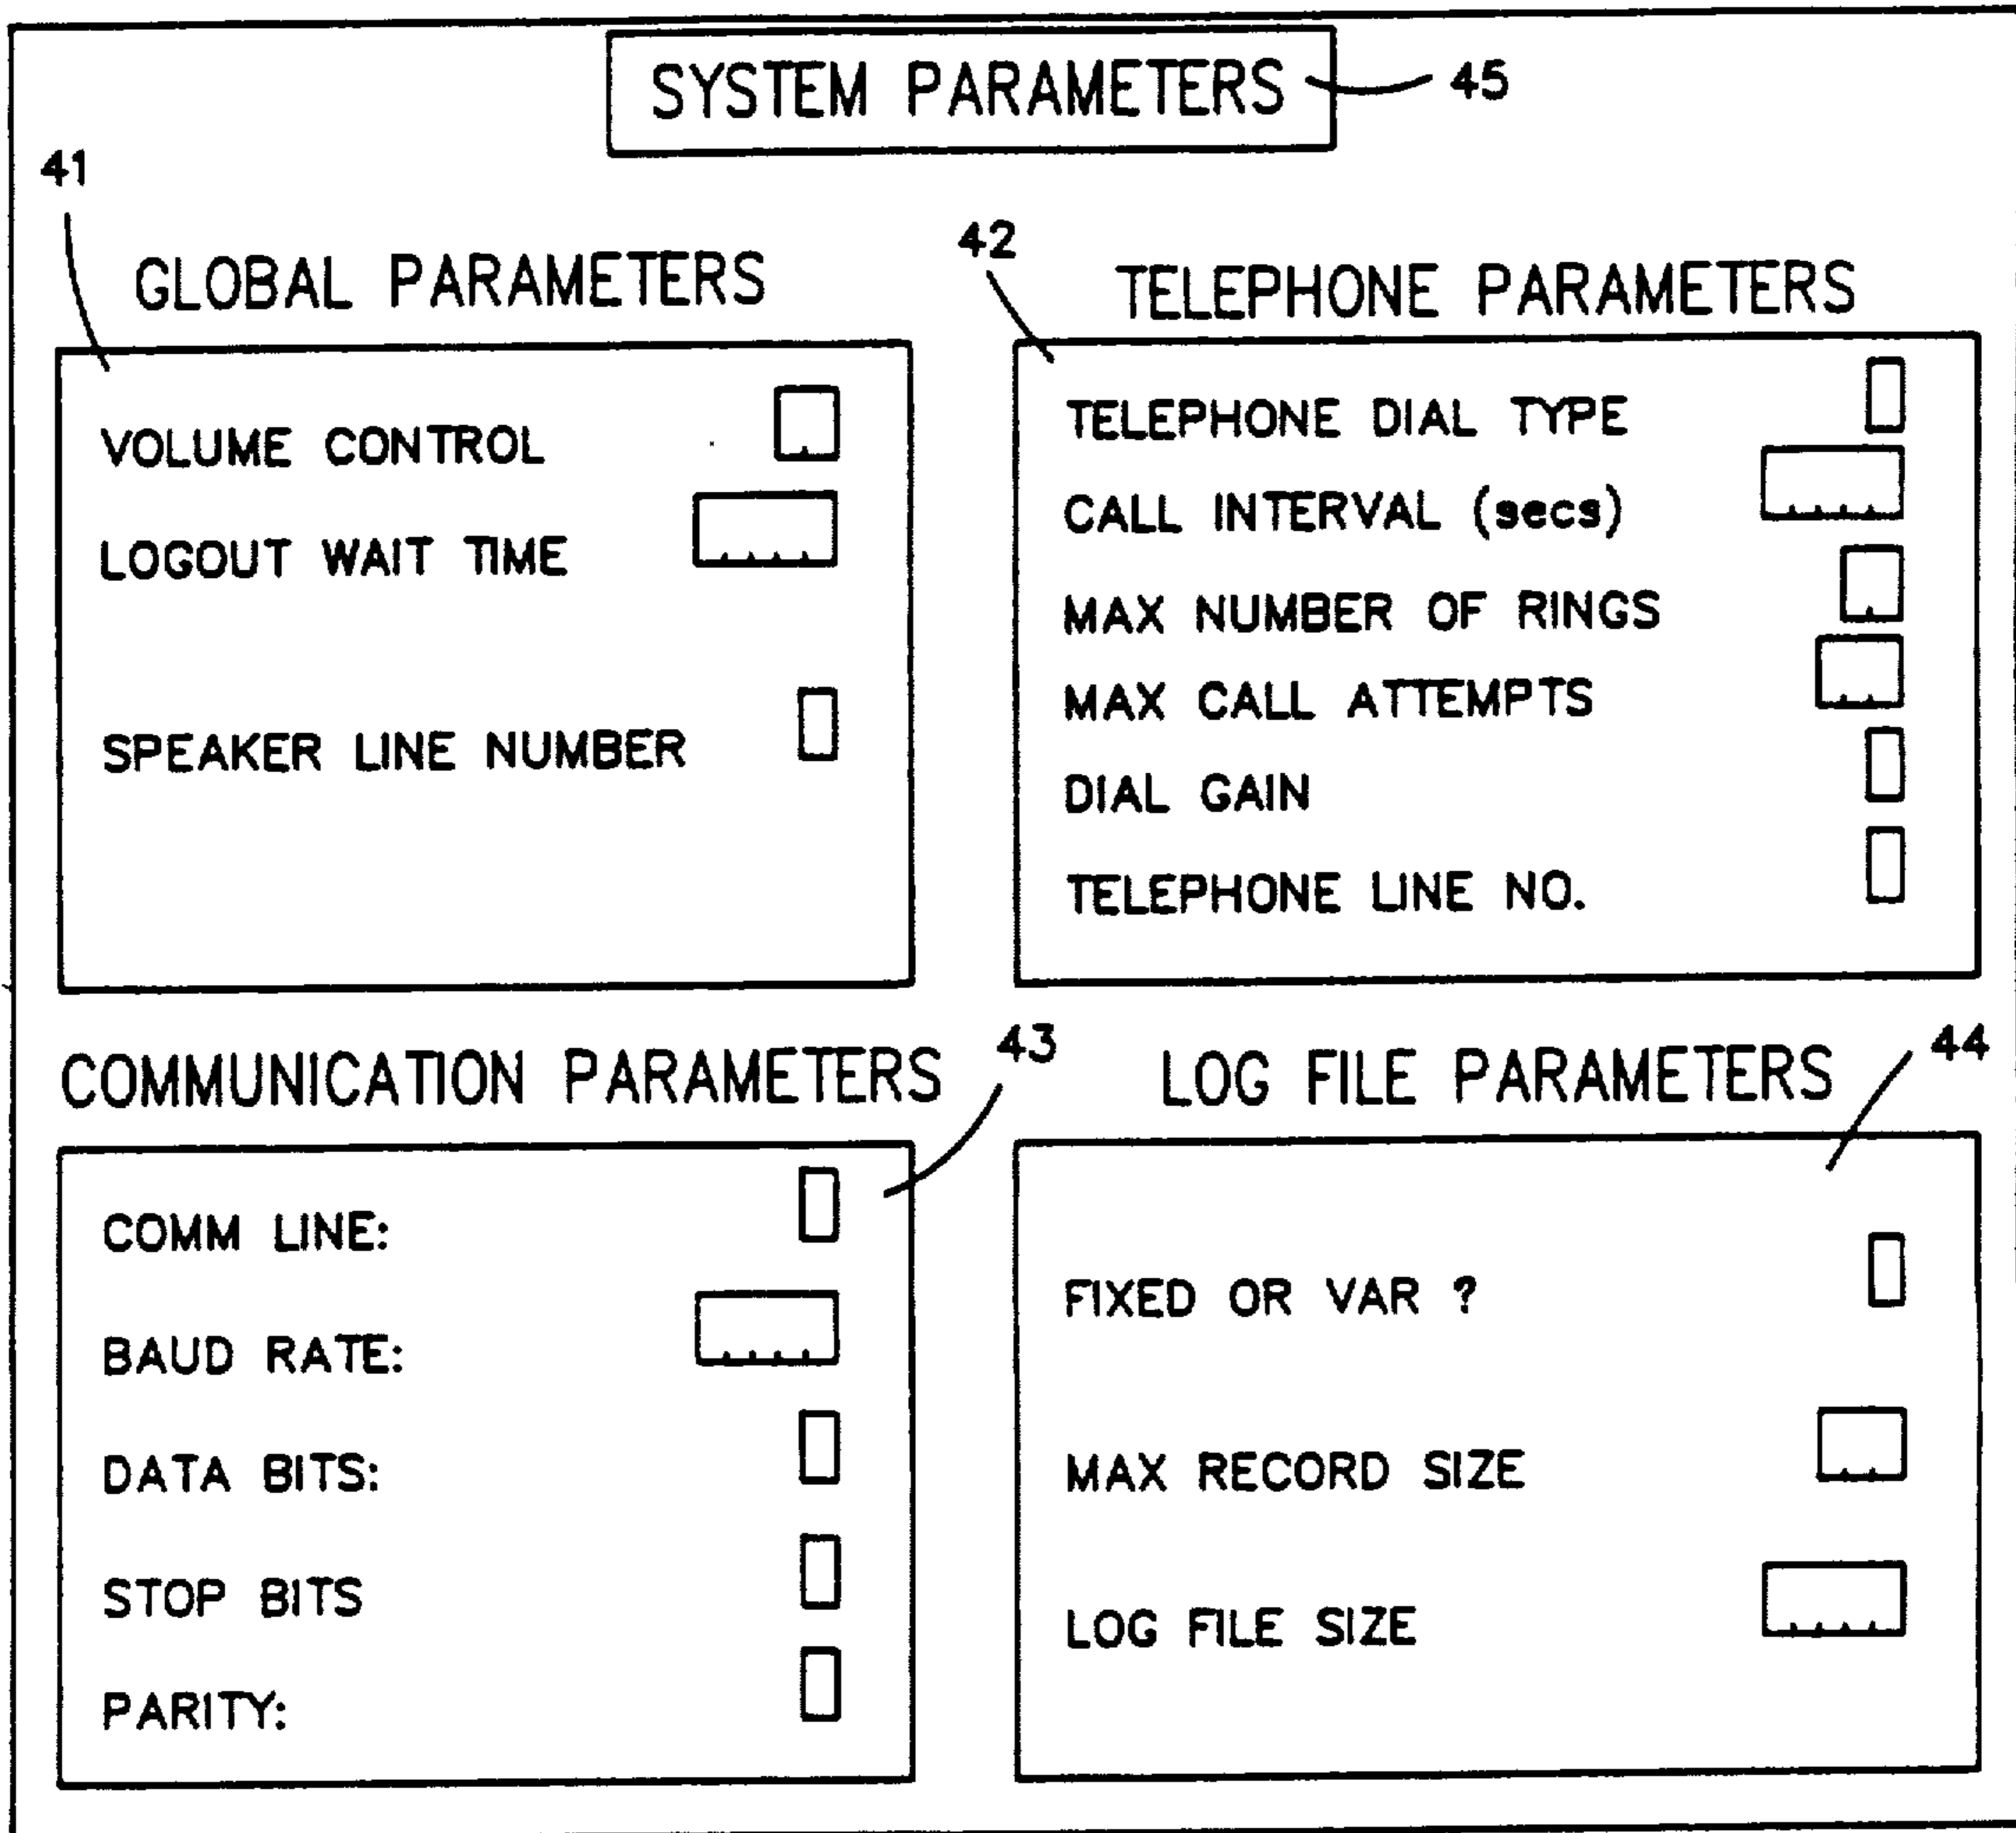 SYSTEM PARAMETERS 45
41
GLOBAL PARAMETERS
VOLUME CONTROL
LOGOUT WAIT TIME
SPEAKER LINE NUMBER
42
TELEPHONE PARAMETERS
TELEPHONE DIAL TYPE
CALL INTERVAL (secs)
MAX NUMBER OF RINGS
MAX CALL ATTEMPTS
DIAL GAIN
TELEPHONE LINE NO.
COMMUNICATION PARAMETERS 43
COMM LINE:
BAUD RATE:
DATA BITS:
STOP BITS
PARITY:
LOG FILE PARAMETERS 44
FIXED OR VAR ?
MAX RECORD SIZE
LOG FILE SIZE